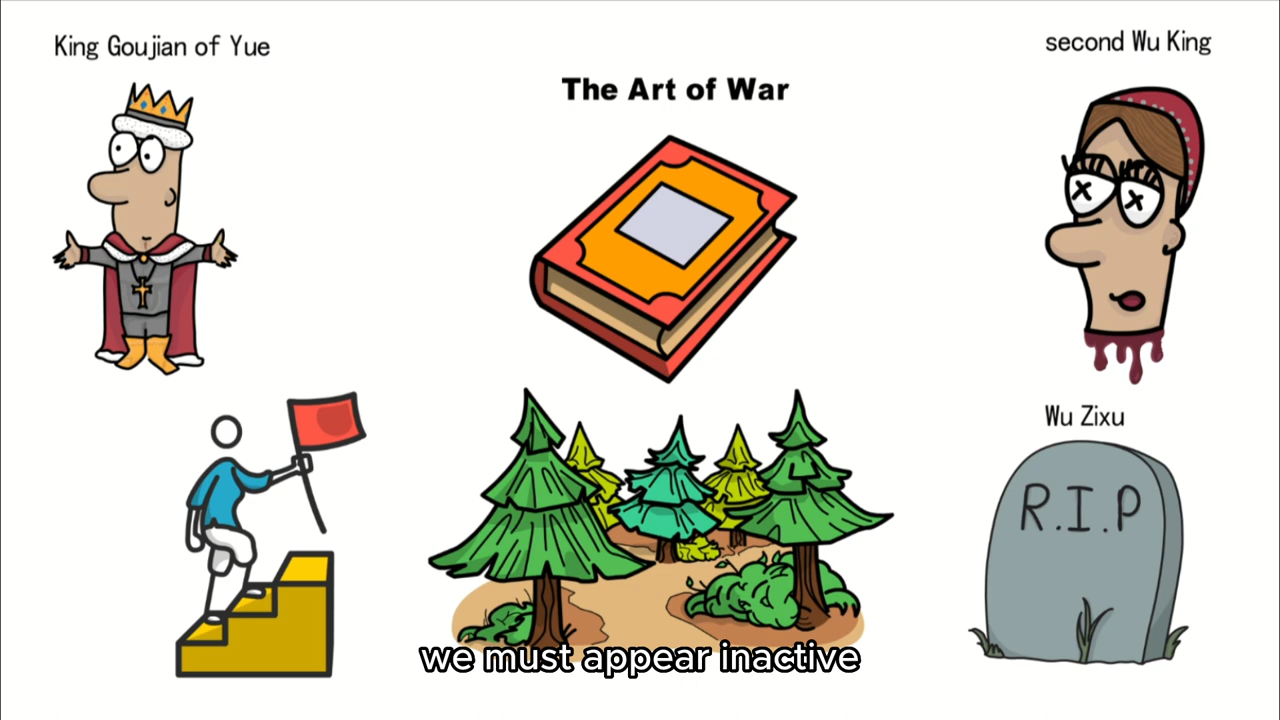 King Goujian of Yue
second Wu King
The Art of War
Wu Zixu
R.I.P
we must appear inactive